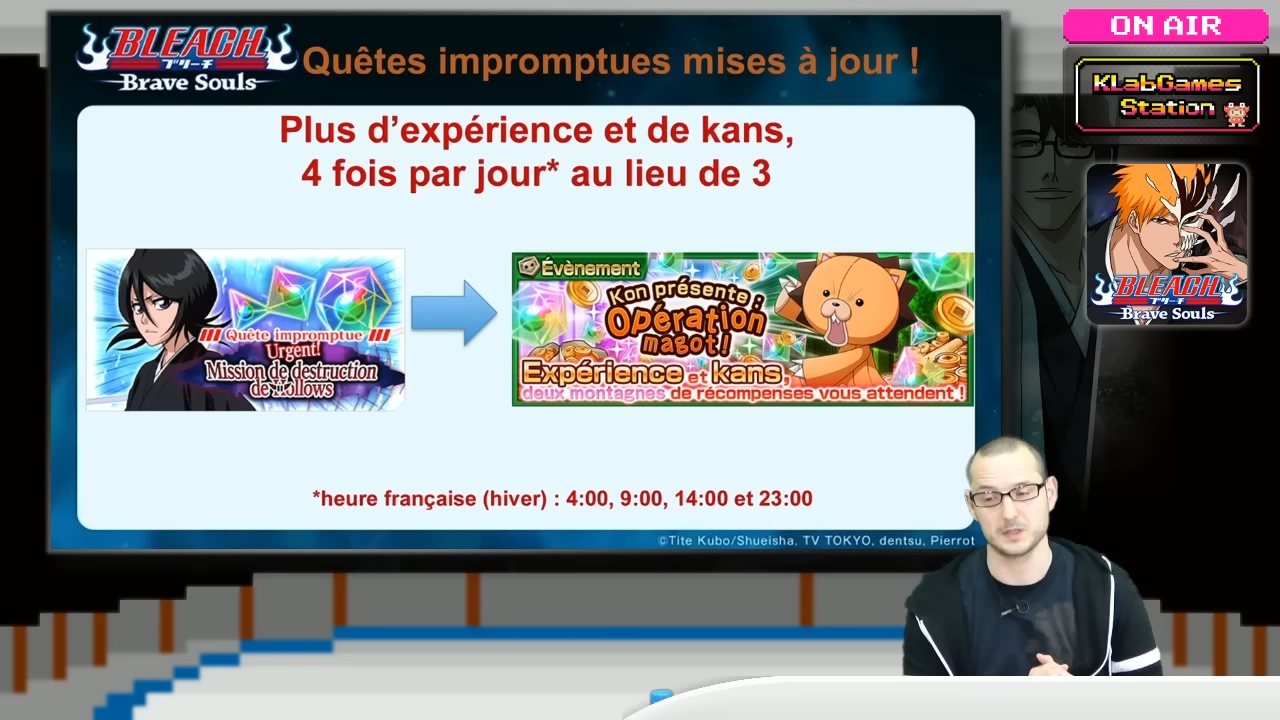 BLEACH
ブリーチ
Brave Souls
Quêtes impromptues mises à jour !
ON AIR
KLabGames
Station
Plus d’expérience et de kans,
4 fois par jour* au lieu de 3
Quête impromptue
Urgent!
Mission de destruction
de Hollows
Évènement
Kon présente :
Opération
magot!
Expérience et kans,
deux montagnes de récompenses vous attendent !
BLEACH
ブリーチ
Brave Souls
*heure française (hiver) : 4:00, 9:00, 14:00 et 23:00
©Tite Kubo/Shueisha, TV TOKYO, dentsu, Pierrot